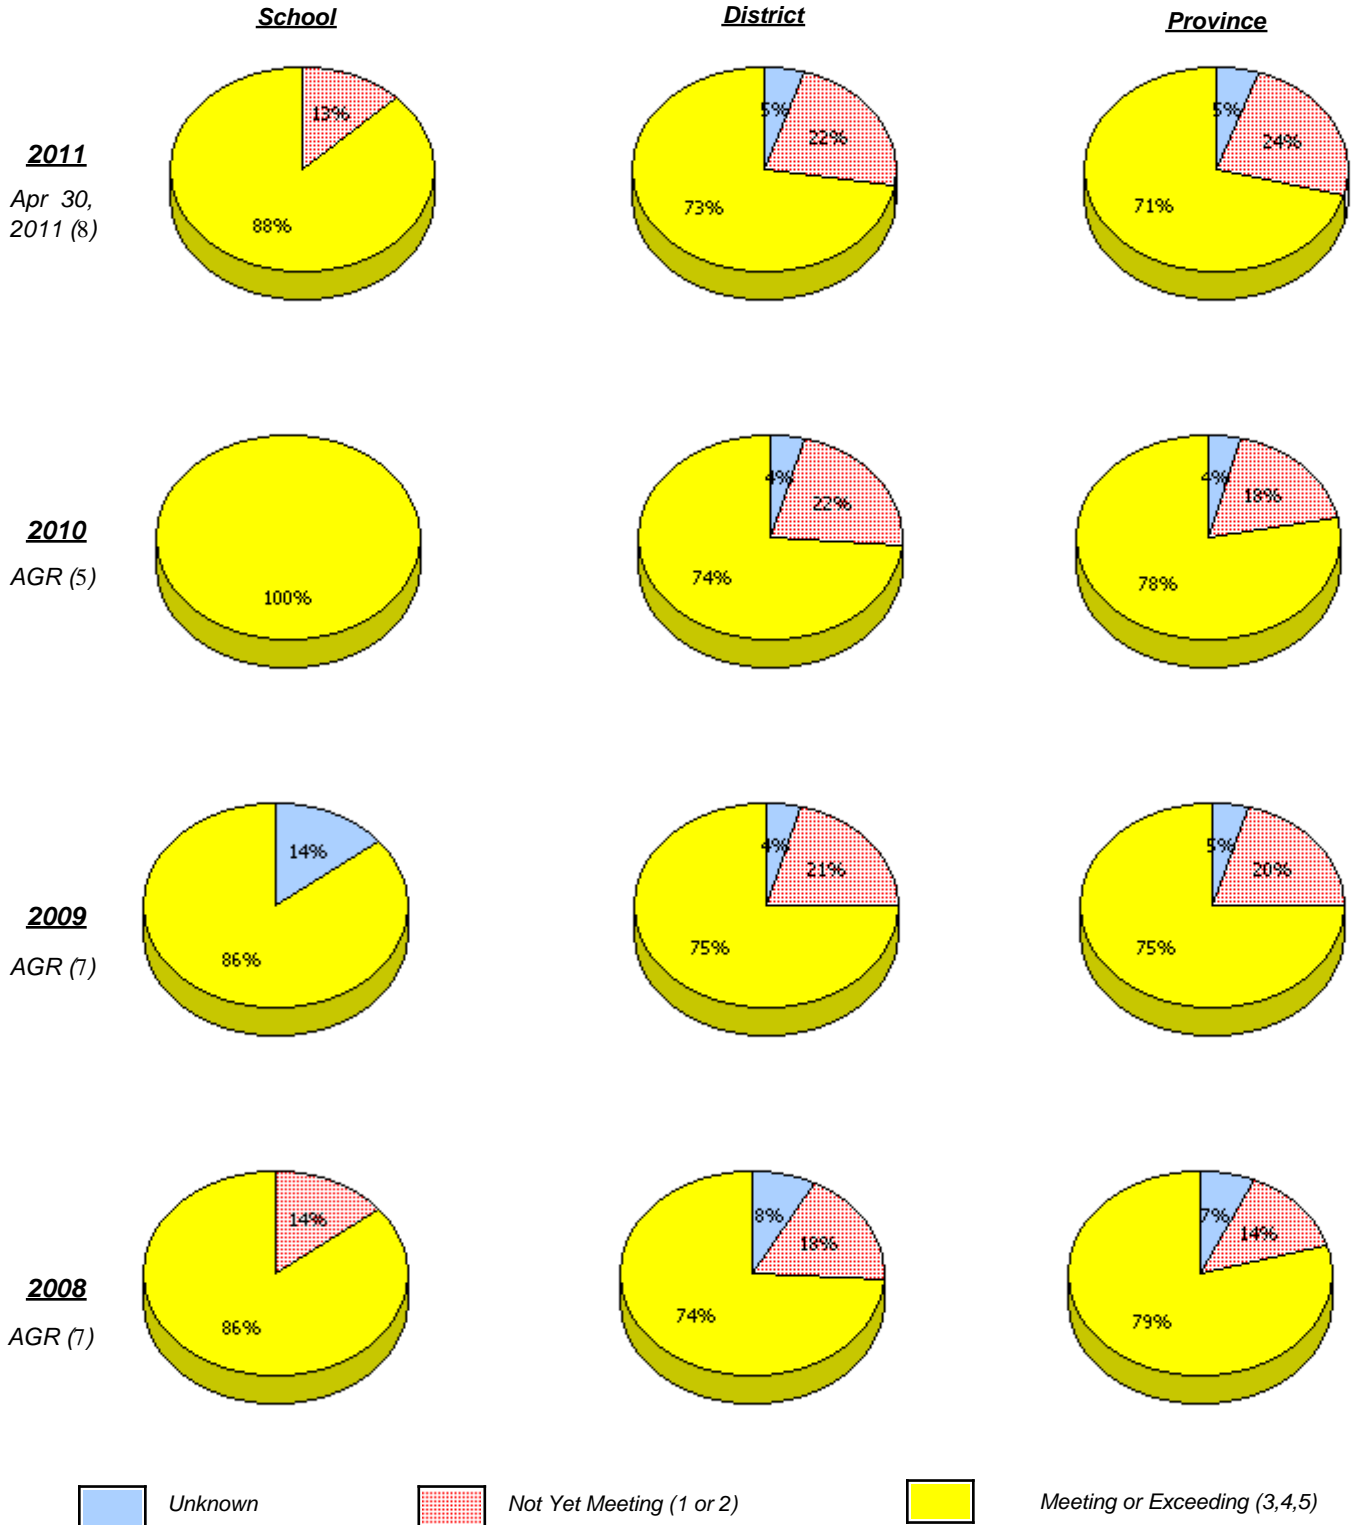 School District Province
13% 5% 22% 5% 24%
2011
Apr 30,
2011 (8)
88% 73% 71%
4% 22% 4% 18%
2010
AGR (5)
100% 74% 78%
14% 4% 21% 5% 20%
2009
AGR (7)
86% 75% 75%
14% 8% 18% 7% 14%
2008
AGR (7)
86% 74% 79%
Unknown Not Yet Meeting (1 or 2) Meeting or Exceeding (3,4,5)